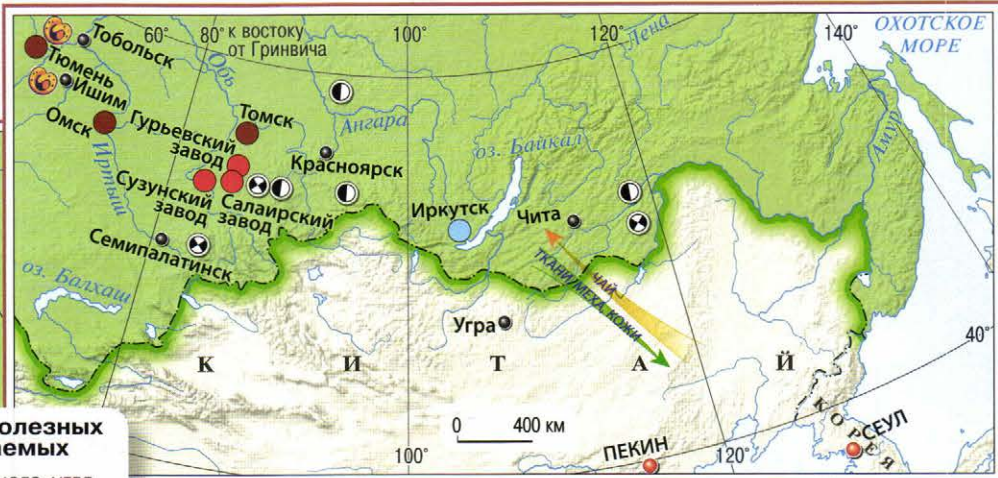 60°
80°
к востоку
от Гринвича
100°
120°
140°
ОХОТСКОЕ
МОРЕ
Тобольск
Тюмень
Ишим
Омск
Обь
Лена
Гурьевский
завод
Томск
Ангара
Красноярск
оз. Байкал
Амур
Иртыш
Сузунский
завод
Салаирский
завод
Иркутск
Чита
Семипалатинск
оз. Балхаш
ЧАЙ
ТКАНИ, МЕХА, КОЖИ
Угра
К И Т А Й
40°
КОРЕЯ
0 400 км
СЕУЛ
ПЕКИН
100°
120°
олезных
аемых